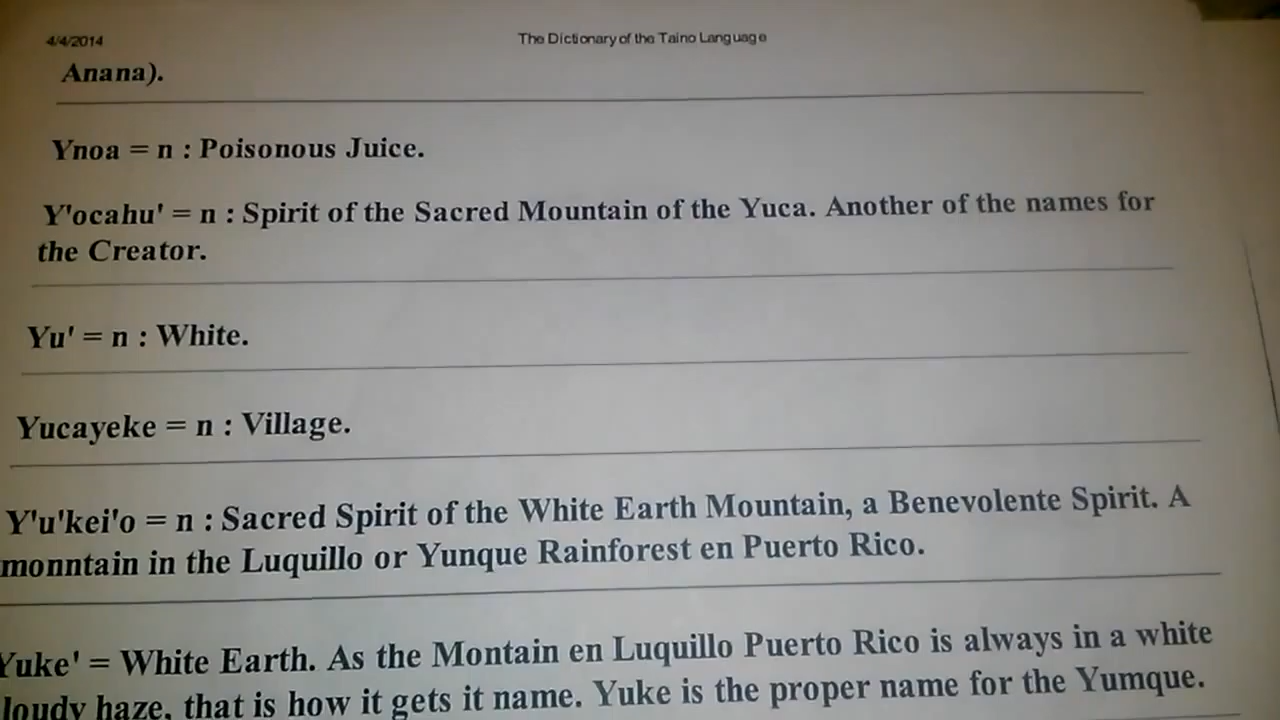 4/4/2014 The Dictionary of the Taino Language
Anana).
Ynoa = n : Poisonous Juice.
Y'ocahu' = n : Spirit of the Sacred Mountain of the Yuca. Another of the names for
the Creator.
Yu' = n : White.
Yucayeke = n : Village.
Y'u'kei'o = n : Sacred Spirit of the White Earth Mountain, a Benevolente Spirit. A
monntain in the Luquillo or Yunque Rainforest en Puerto Rico.
Yuke' = White Earth. As the Montain en Luquillo Puerto Rico is always in a white
loudy haze, that is how it gets it name. Yuke is the proper name for the Yumque.